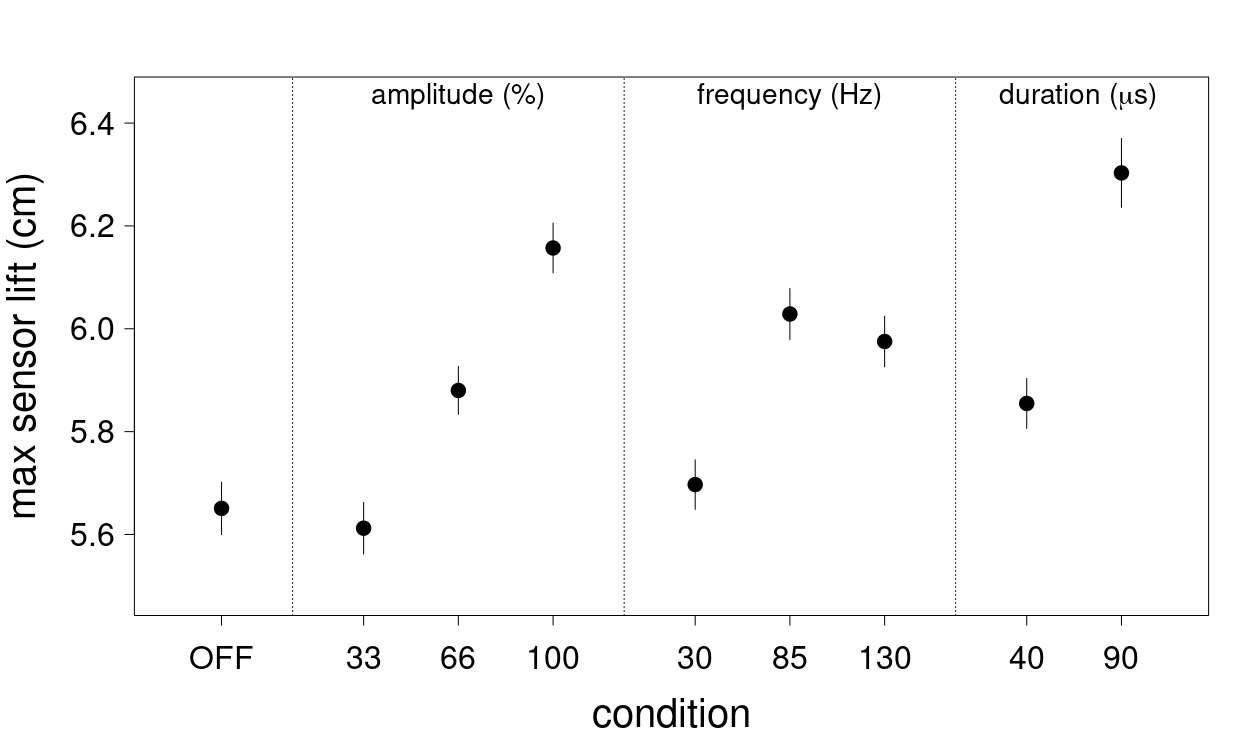 amplitude (%) frequency (Hz) duration (μs)
max sensor lift (cm)
6.4
6.2
6.0
5.8
5.6
OFF 33 66 100 30 85 130 40 90
condition